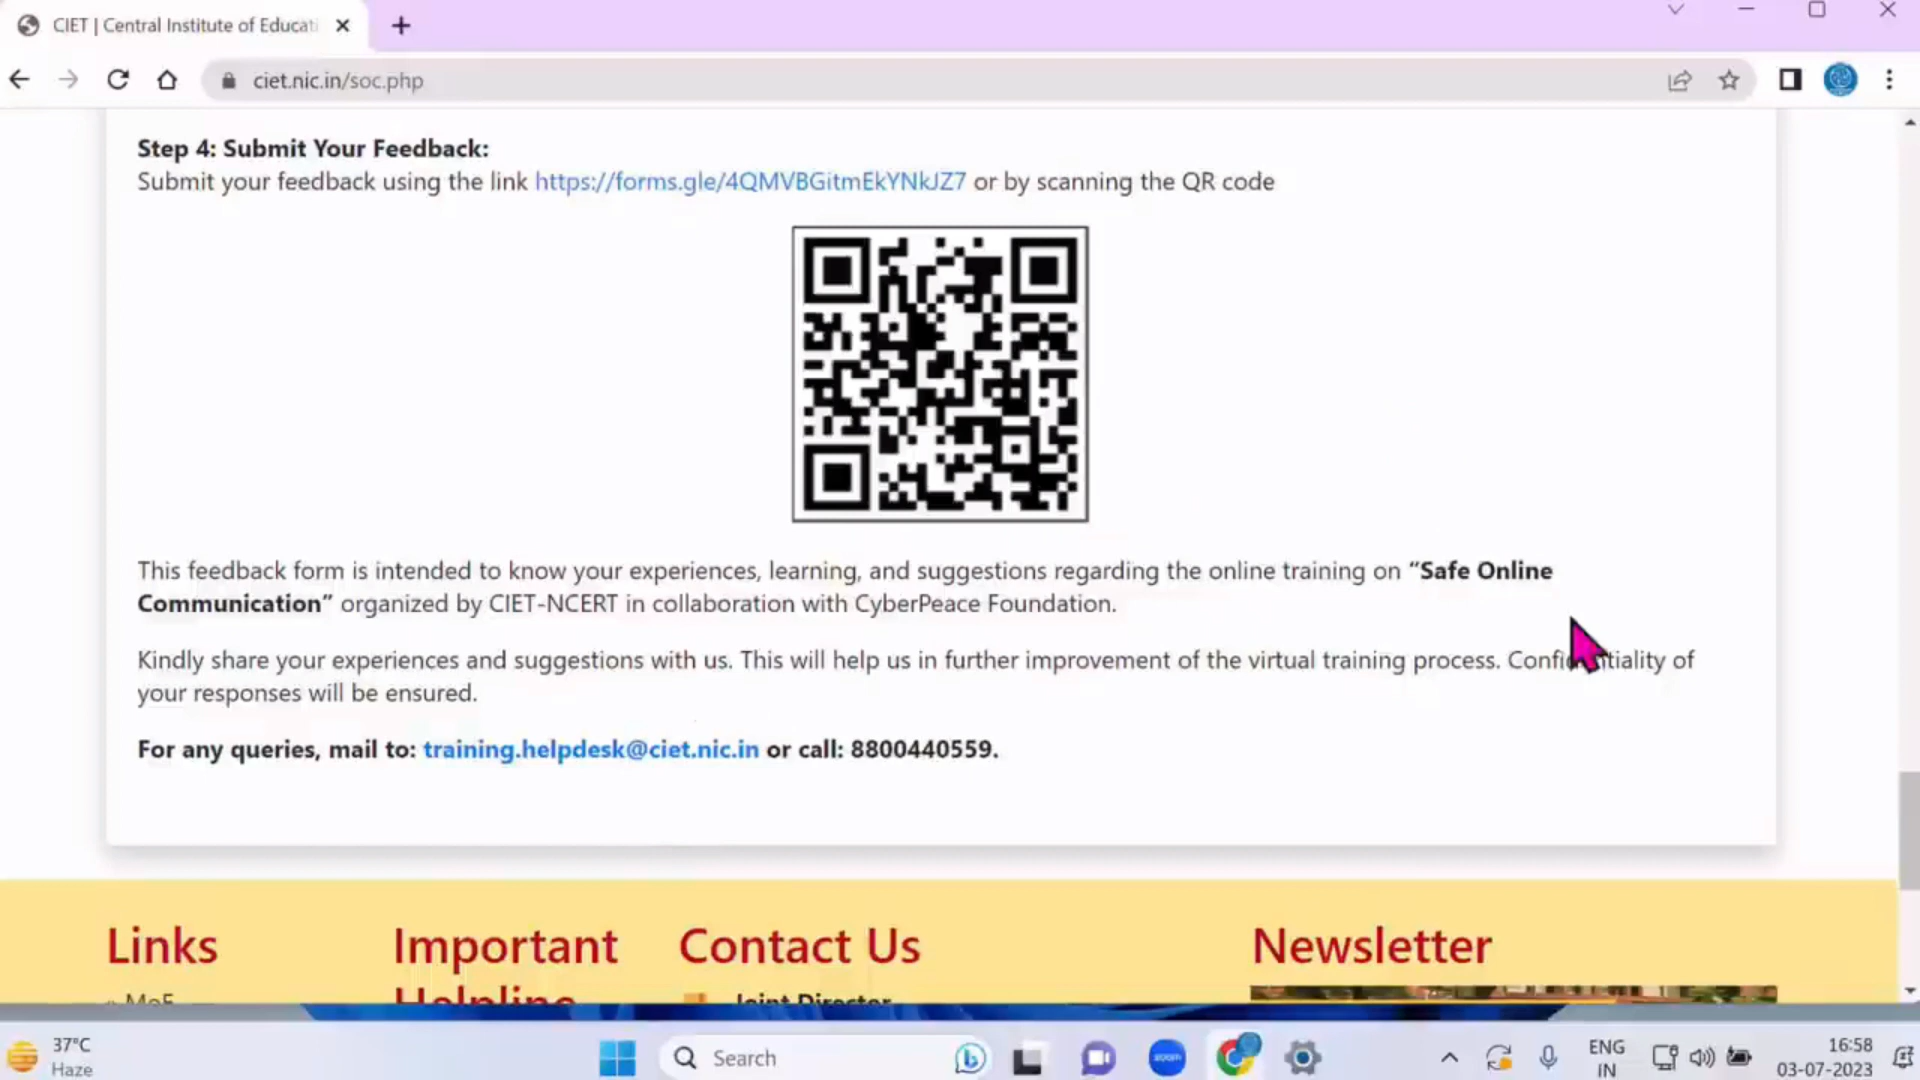 CIET | Central Institute of Educati
ciet.nic.in/soc.php
Step 4: Submit Your Feedback:
Submit your feedback using the link https://forms.gle/4QMVBGitmEkYNkJZ7 or by scanning the QR code
This feedback form is intended to know your experiences, learning, and suggestions regarding the online training on “Safe Online
Communication” organized by CIET-NCERT in collaboration with CyberPeace Foundation.
Kindly share your experiences and suggestions with us. This will help us in further improvement of the virtual training process. Confidentiality of
your responses will be ensured.
For any queries, mail to: training.helpdesk@ciet.nic.in or call: 8800440559.
Links
Important
Helpline
Contact Us
Newsletter
» MoE
Joint Director
37°C
Haze
Search
zoom
ENG
IN
16:58
03-07-2023